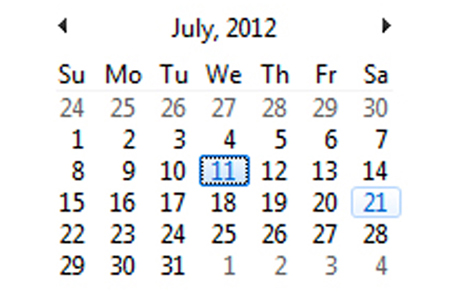 July, 2012
Su Mo Tu We Th Fr Sa
24 25 26 27 28 29 30
1 2 3 4 5 6 7
8 9 10 11 12 13 14
15 16 17 18 19 20 21
22 23 24 25 26 27 28
29 30 31 1 2 3 4